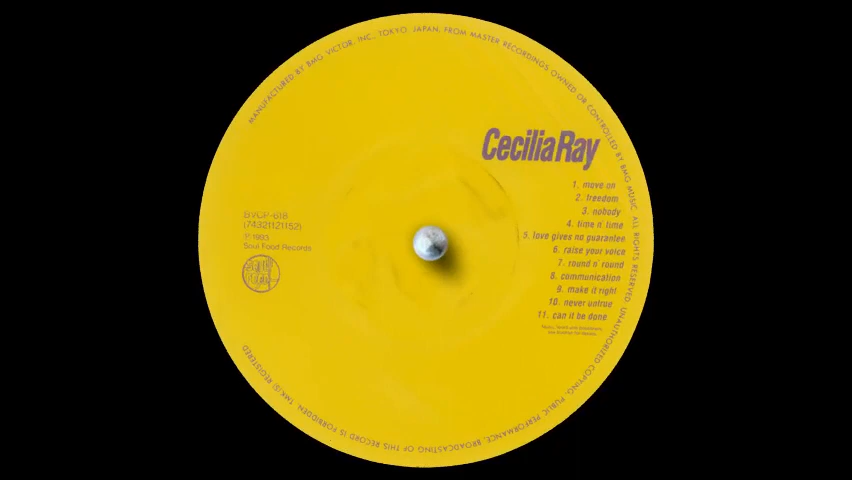 MANUFACTURED BY BMG VICTOR, INC., TOKYO, JAPAN, FROM MASTER RECORDINGS OWNED OR CONTROLLED BY BMG MUSIC. ALL RIGHTS RESERVED. UNAUTHORIZED COPYING, PUBLIC PERFORMANCE, BROADCASTING OF THIS RECORD IS FORBIDDEN. TMK(S) REGISTERED
Cecilia Ray
1. move on
2. freedom
3. nobody
4. time n' time
5. love gives no guarantee
6. raise your voice
7. round n' round
8. communication
9. make it right
10. never untrue
11. can it be done
BVCP-618
(74321121152)
℗ 1993
Soul Food Records